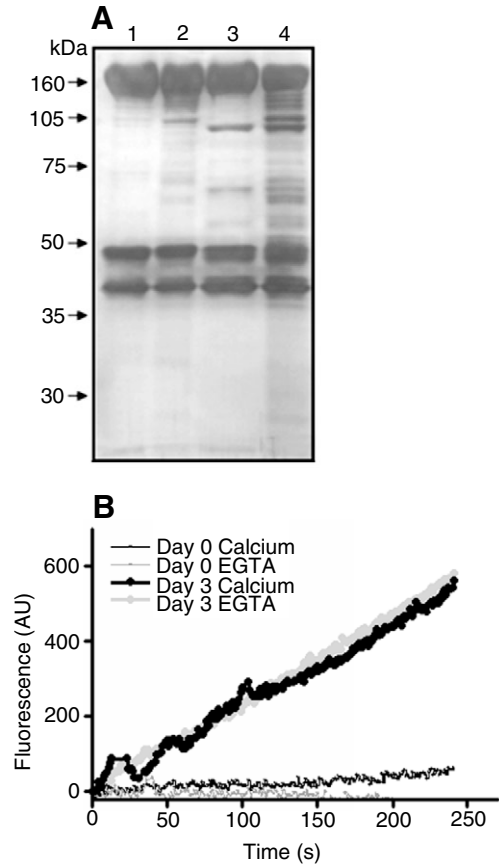 A
kDa
1 2 3 4
160
105
75
50
35
30
B
Day 0 Calcium
Day 0 EGTA
Day 3 Calcium
Day 3 EGTA
Fluorescence (AU)
600
400
200
0
0 50 100 150 200 250
Time (s)